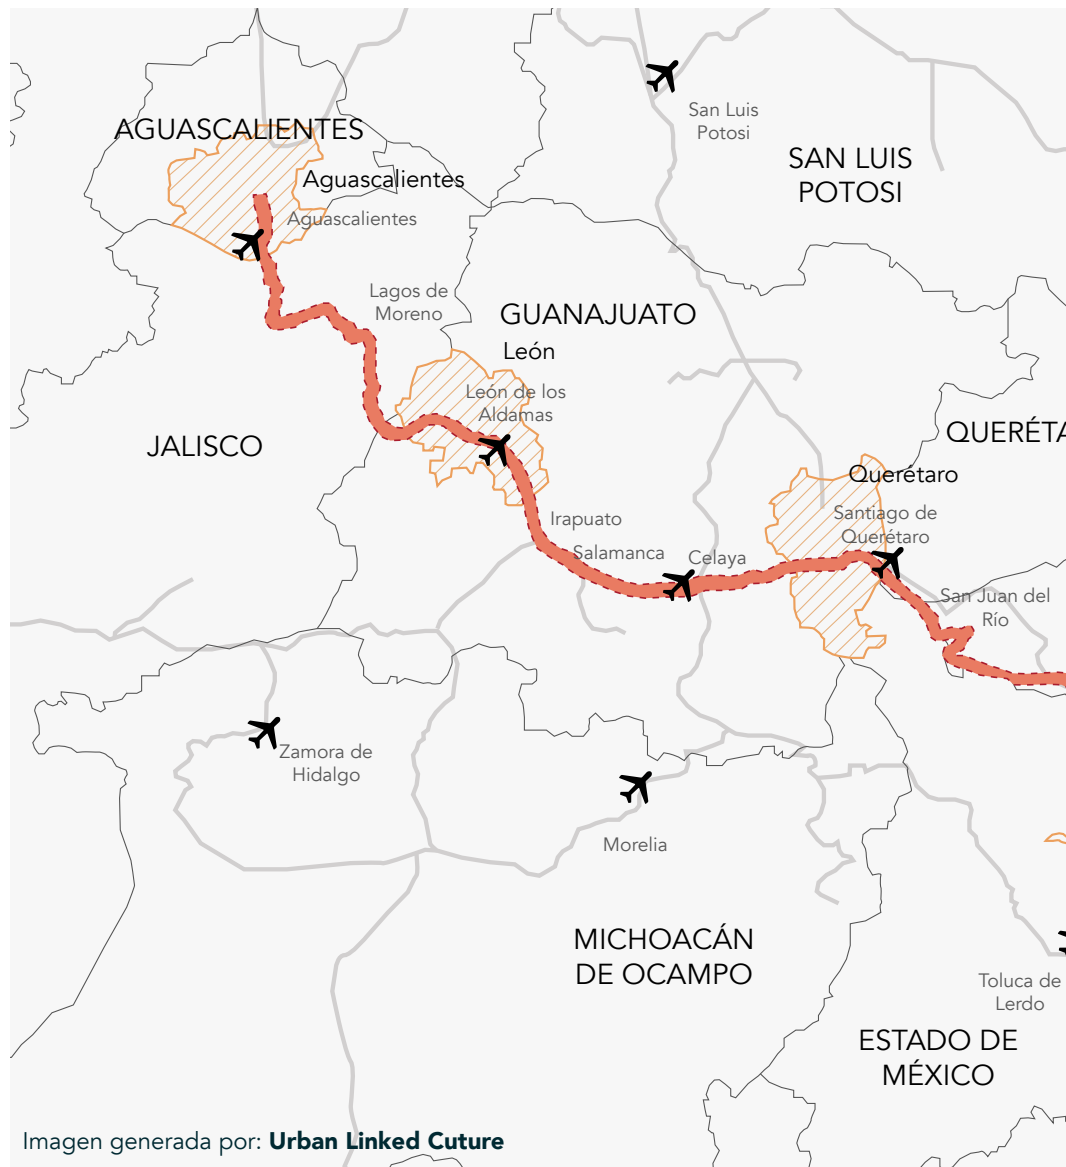 San Luis
Potosi
AGUASCALIENTES
SAN LUIS
POTOSI
Aguascalientes
Aguascalientes
Lagos de
Moreno
GUANAJUATO
León
León de los
Aldamas
JALISCO
QUERÉTA
Querétaro
Santiago de
Querétaro
Irapuato
Salamanca
Celaya
San Juan del
Río
Zamora de
Hidalgo
Morelia
MICHOACÁN
DE OCAMPO
Toluca de
Lerdo
ESTADO DE
MÉXICO
Imagen generada por: Urban Linked Cuture